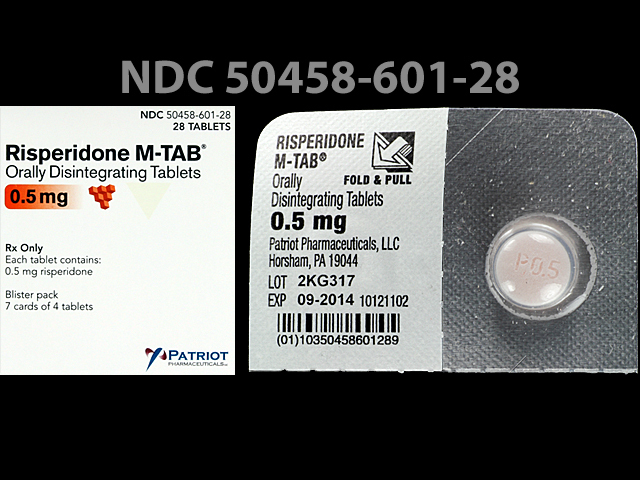 NDC 50458-601-28
NDC 50458-601-28
28 TABLETS
Risperidone M-TAB®
Orally Disintegrating Tablets
0.5 mg
Rx Only
Each tablet contains:
0.5 mg risperidone
Blister pack
7 cards of 4 tablets
PATRIOT
PHARMACEUTICALS LLC
RISPERIDONE
M-TAB®
Orally
FOLD & PULL
Disintegrating Tablets
0.5 mg
Patriot Pharmaceuticals, LLC
Horsham, PA 19044
LOT 2KG317
EXP 09-2014 10121102
(01)10350458601289
P0.5